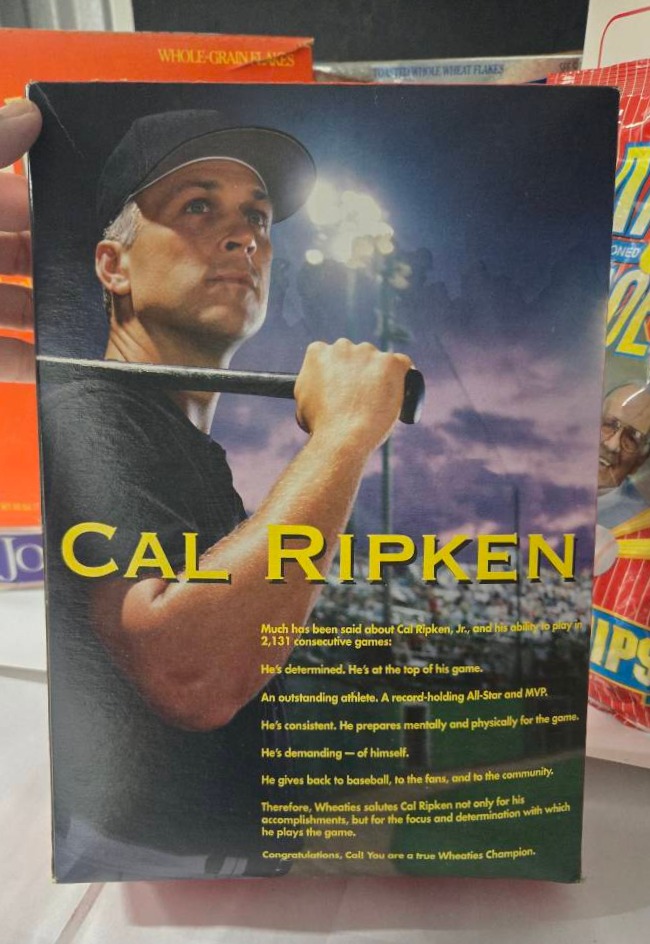 WHOLE-GRAIN FLAKES
TOASTED WHOLE WHEAT FLAKES
CAL RIPKEN
Much has been said about Cal Ripken, Jr., and his ability to play in
2,131 consecutive games:
He's determined. He's at the top of his game.
An outstanding athlete. A record-holding All-Star and MVP.
He's consistent. He prepares mentally and physically for the game.
He's demanding — of himself.
He gives back to baseball, to the fans, and to the community.
Therefore, Wheaties salutes Cal Ripken not only for his
accomplishments, but for the focus and determination with which
he plays the game.
Congratulations, Cal! You are a true Wheaties Champion.